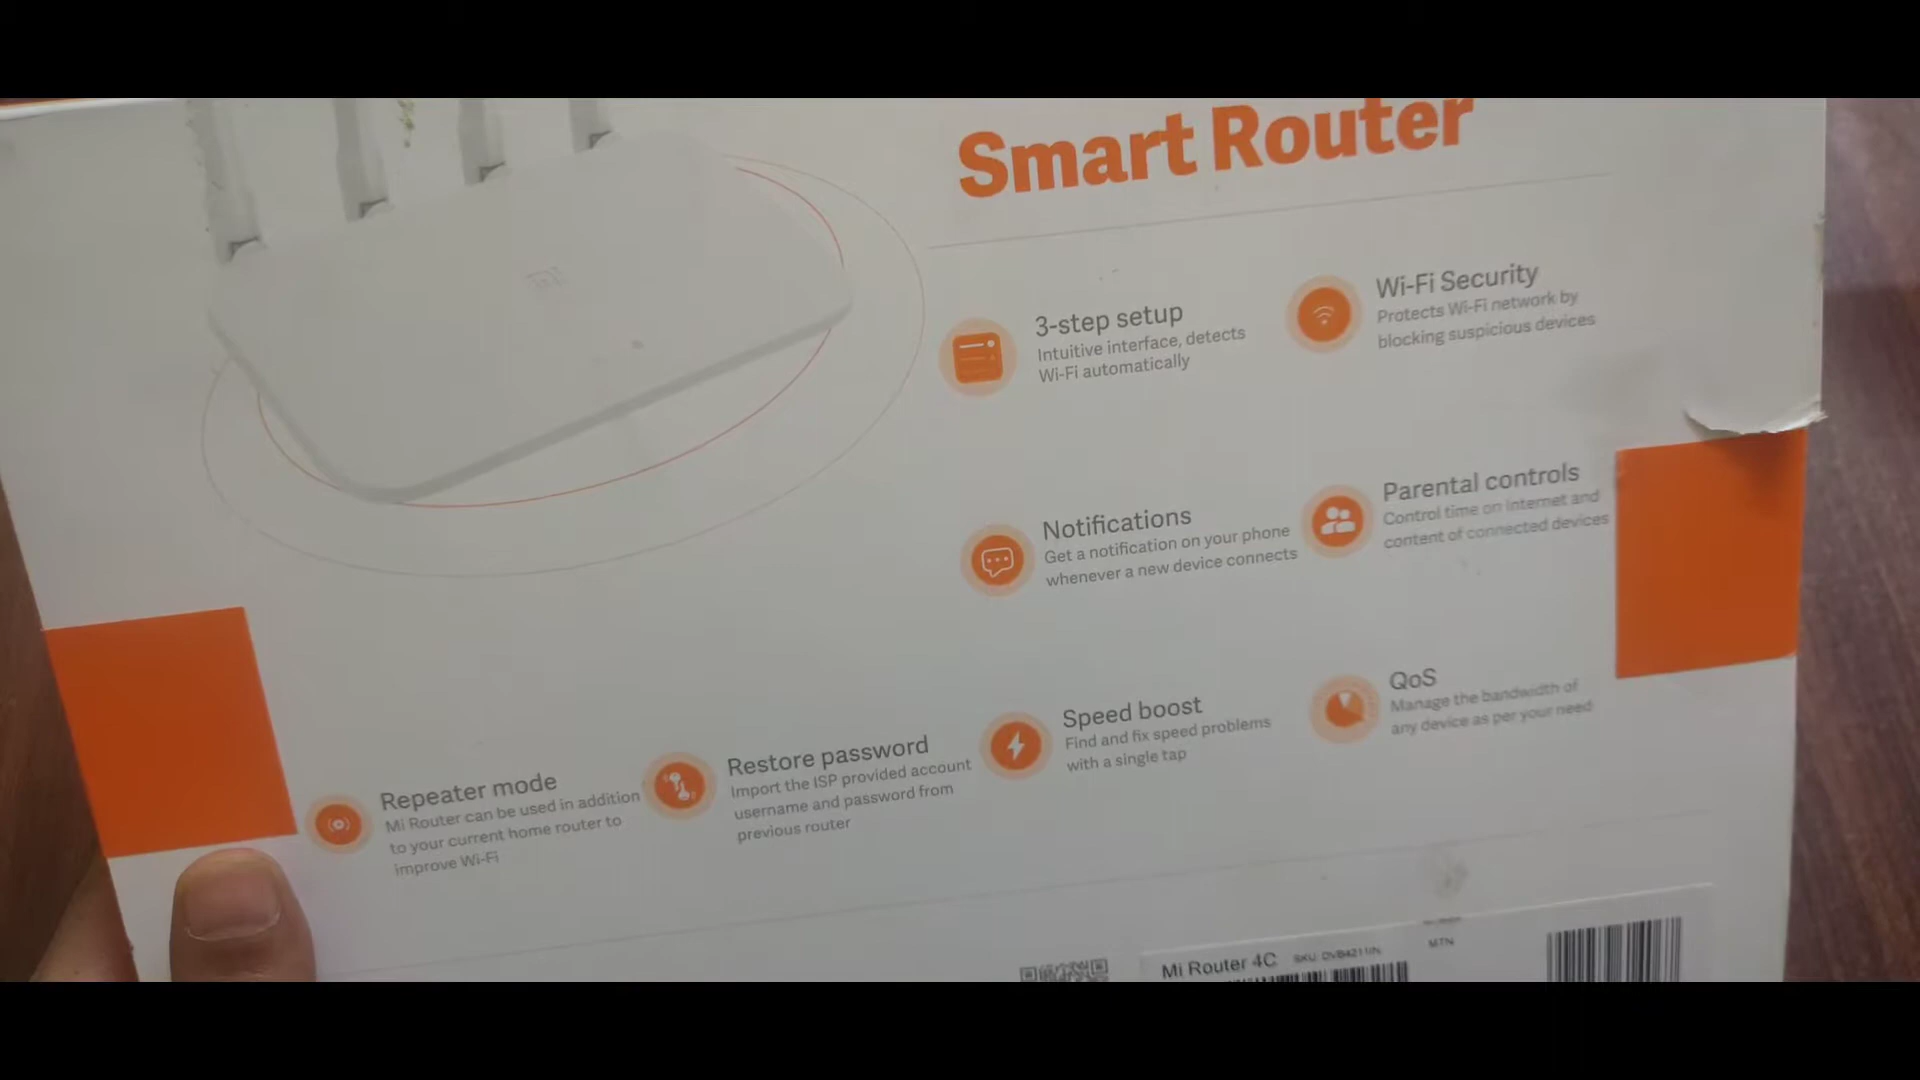 Smart Router
3-step setup
Intuitive interface, detects
Wi-Fi automatically
Wi-Fi Security
Protects Wi-Fi network by
blocking suspicious devices
Notifications
Get a notification on your phone
whenever a new device connects
Parental controls
Control time on Internet and
content of connected devices
Speed boost
Find and fix speed problems
with a single tap
QoS
Manage the bandwidth of
any device as per your need
Repeater mode
Mi Router can be used in addition
to your current home router to
improve Wi-Fi
Restore password
Import the ISP provided account
username and password from
previous router
Mi Router 4C SKU: DVB4211IN
MTN